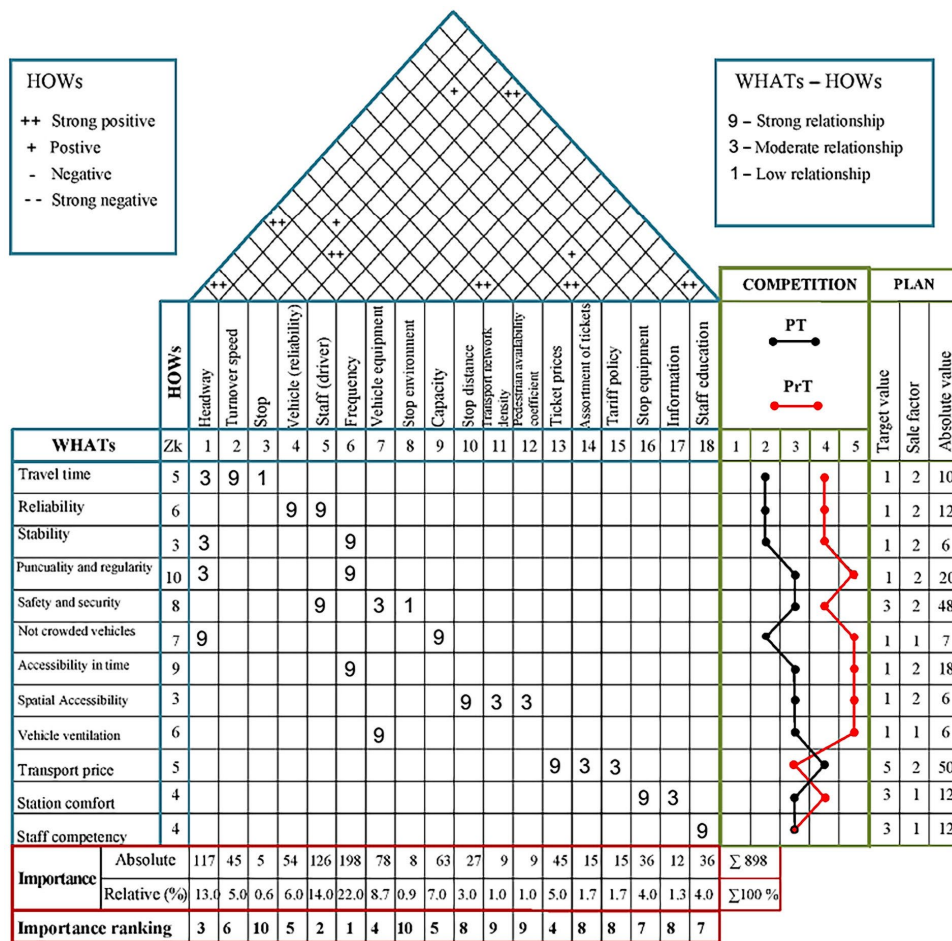 HOWs
++ Strong positive
+ Postive
- Negative
-- Strong negative
WHATs – HOWs
9 – Strong relationship
3 – Moderate relationship
1 – Low relationship
+ ++
++ +
++ +
++ ++ ++ ++
COMPETITION PLAN
PT
PrT
HOWs
Headway
Turnover speed
Stop
Vehicle (reliability)
Staff (driver)
Frequency
Vehicle equipment
Stop environment
Capacity
Stop distance
Transport network
density
Pedestrian availability
coefficient
Ticket prices
Assortment of tickets
Tariff policy
Stop equipment
Information
Staff education
Target value
Sale factor
Absolute value
WHATs Zk 1 2 3 4 5 6 7 8 9 10 11 12 13 14 15 16 17 18 1 2 3 4 5
Travel time 5 3 9 1 1 2 10
Reliability 6 9 9 1 2 12
Stability 3 3 9 1 2 6
Puncuality and regularity 10 3 9 1 2 20
Safety and security 8 9 3 1 3 2 48
Not crowded vehicles 7 9 9 1 1 7
Accessibility in time 9 9 1 2 18
Spatial Accessibility 3 9 3 3 1 2 6
Vehicle ventilation 6 9 1 1 6
Transport price 5 9 3 3 5 2 50
Station comfort 4 9 3 3 1 12
Staff competency 4 9 3 1 12
Importance
Absolute 117 45 5 54 126 198 78 8 63 27 9 9 45 15 15 36 12 36 ∑ 898
Relative (%) 13.0 5.0 0.6 6.0 14.0 22.0 8.7 0.9 7.0 3.0 1.0 1.0 5.0 1.7 1.7 4.0 1.3 4.0 ∑100 %
Importance ranking 3 6 10 5 2 1 4 10 5 8 9 9 4 8 8 7 8 7